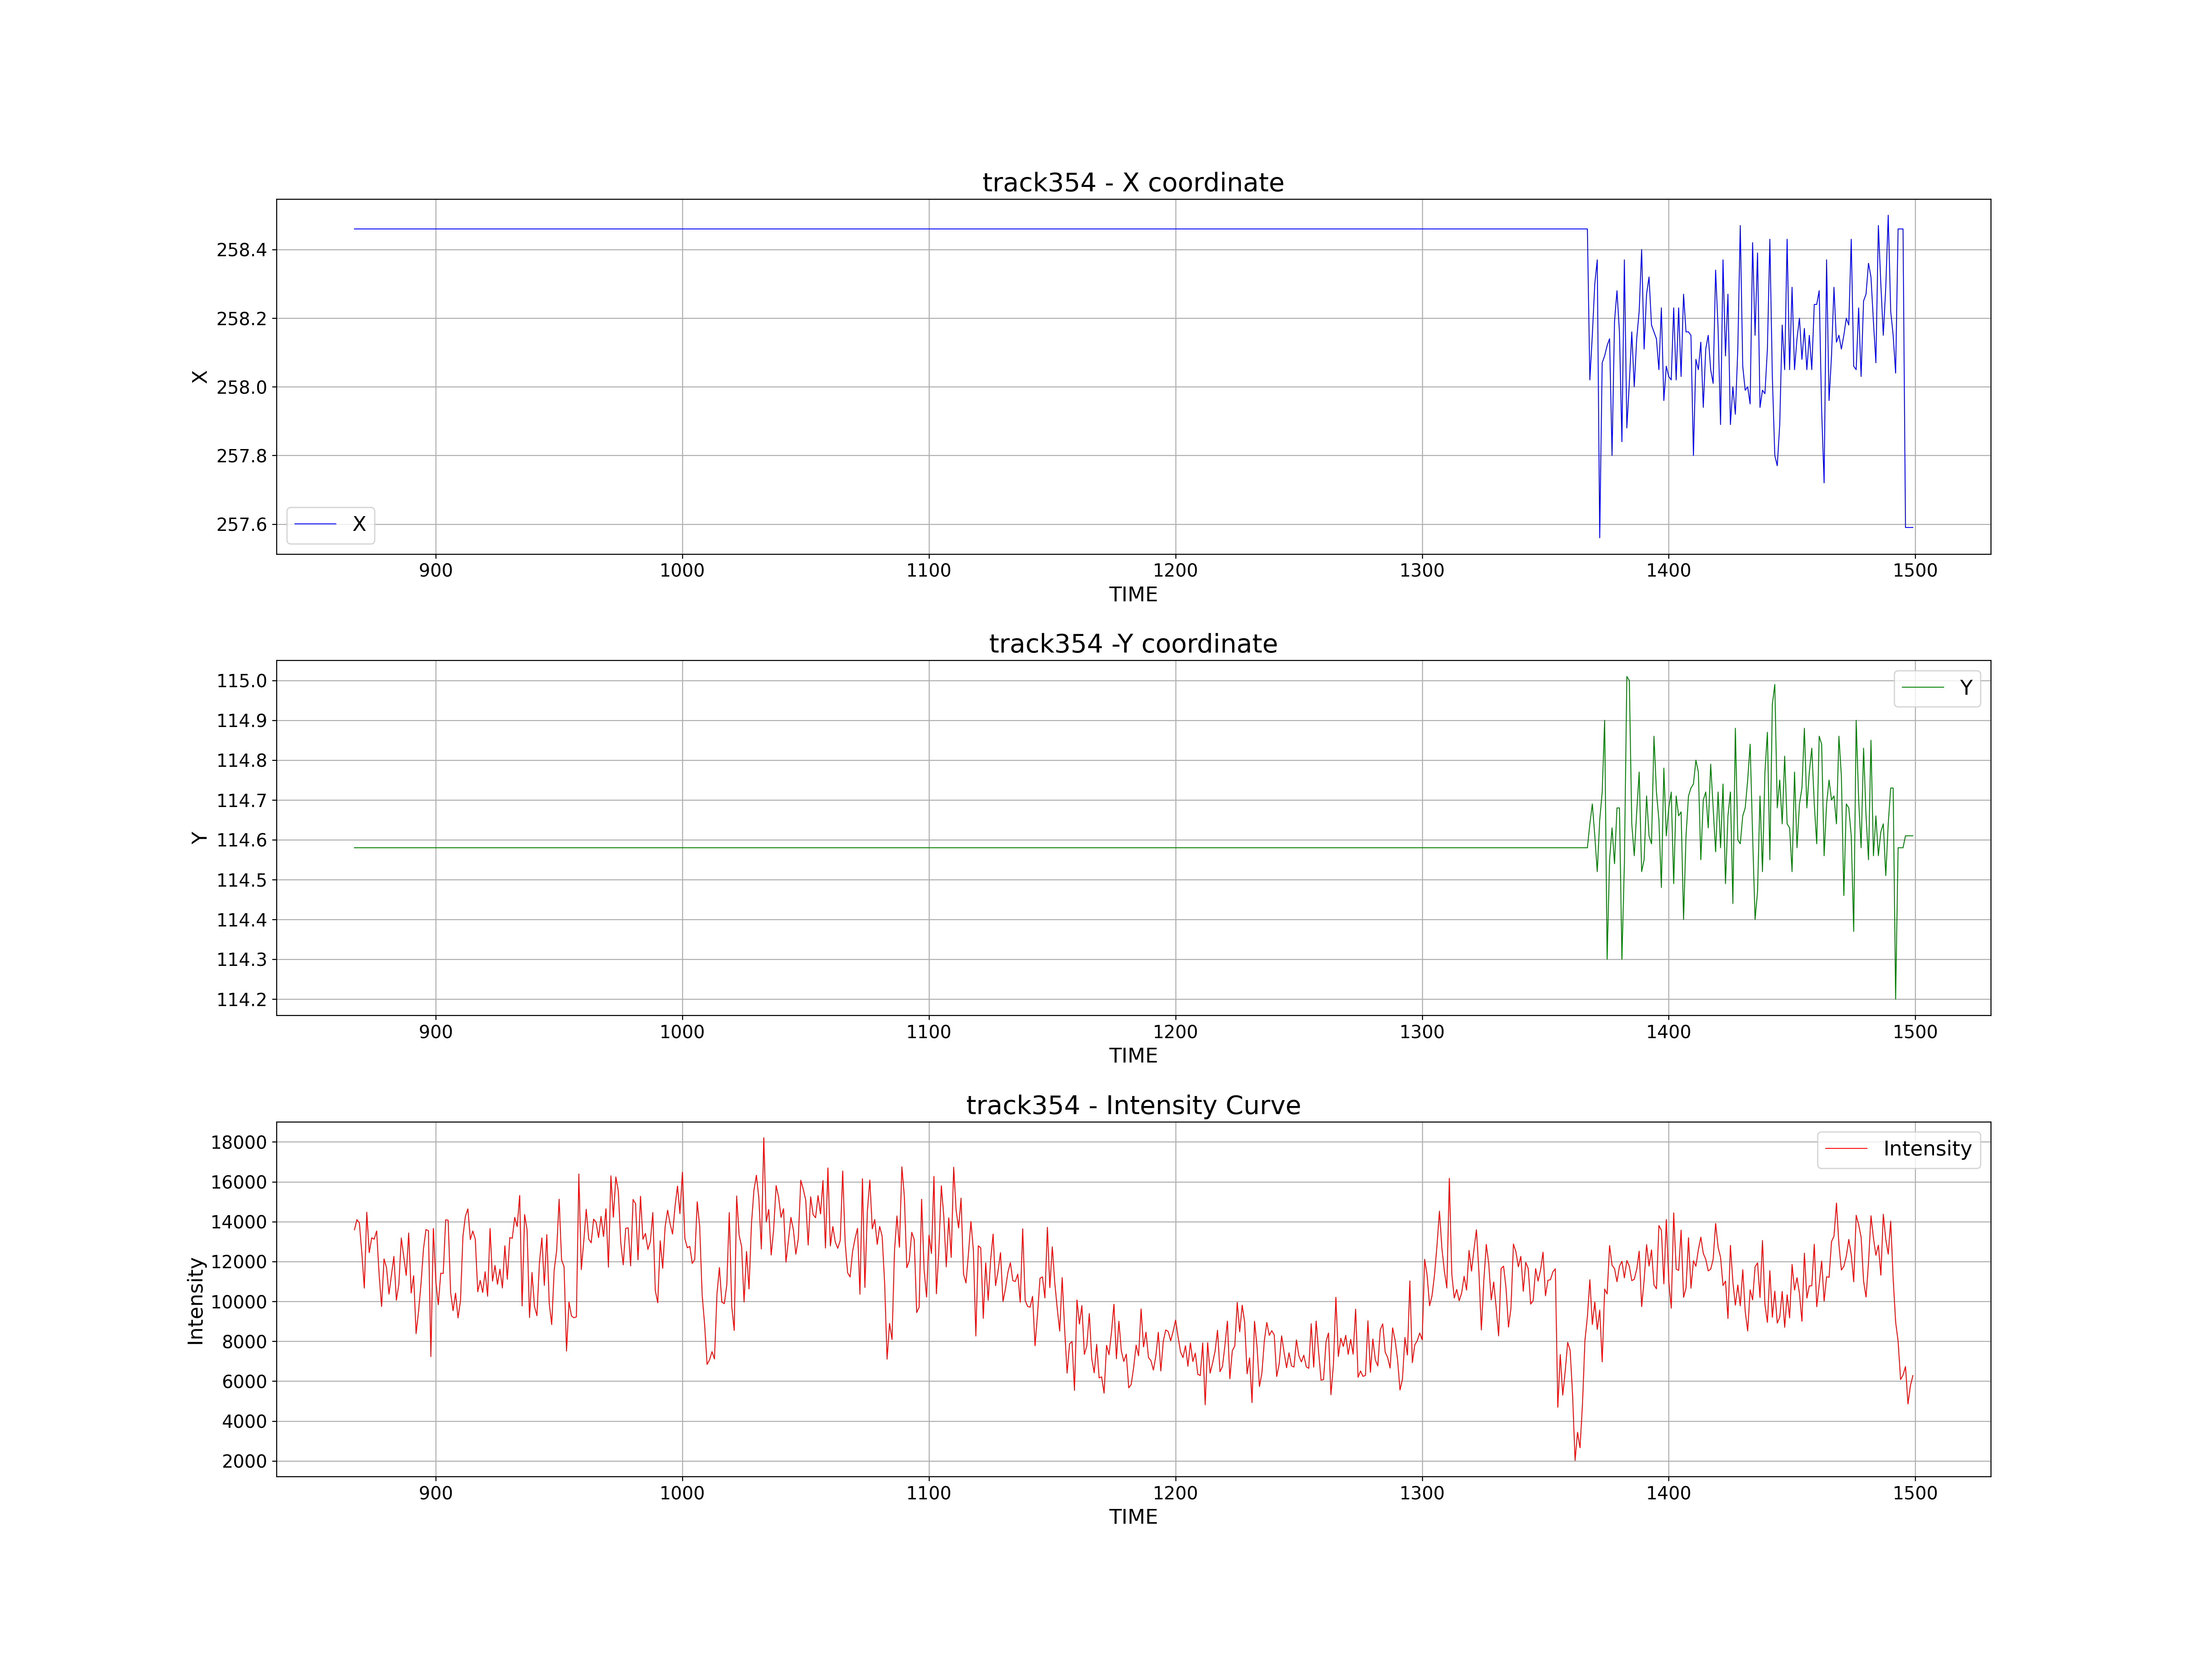 track354 - X coordinate
258.4
258.2
258.0
257.8
257.6
X
X
900 1000 1100 1200 1300 1400 1500
TIME
track354 -Y coordinate
115.0
114.9
114.8
114.7
114.6
114.5
114.4
114.3
114.2
Y
Y
900 1000 1100 1200 1300 1400 1500
TIME
track354 - Intensity Curve
18000
16000
14000
12000
10000
8000
6000
4000
2000
Intensity
Intensity
900 1000 1100 1200 1300 1400 1500
TIME